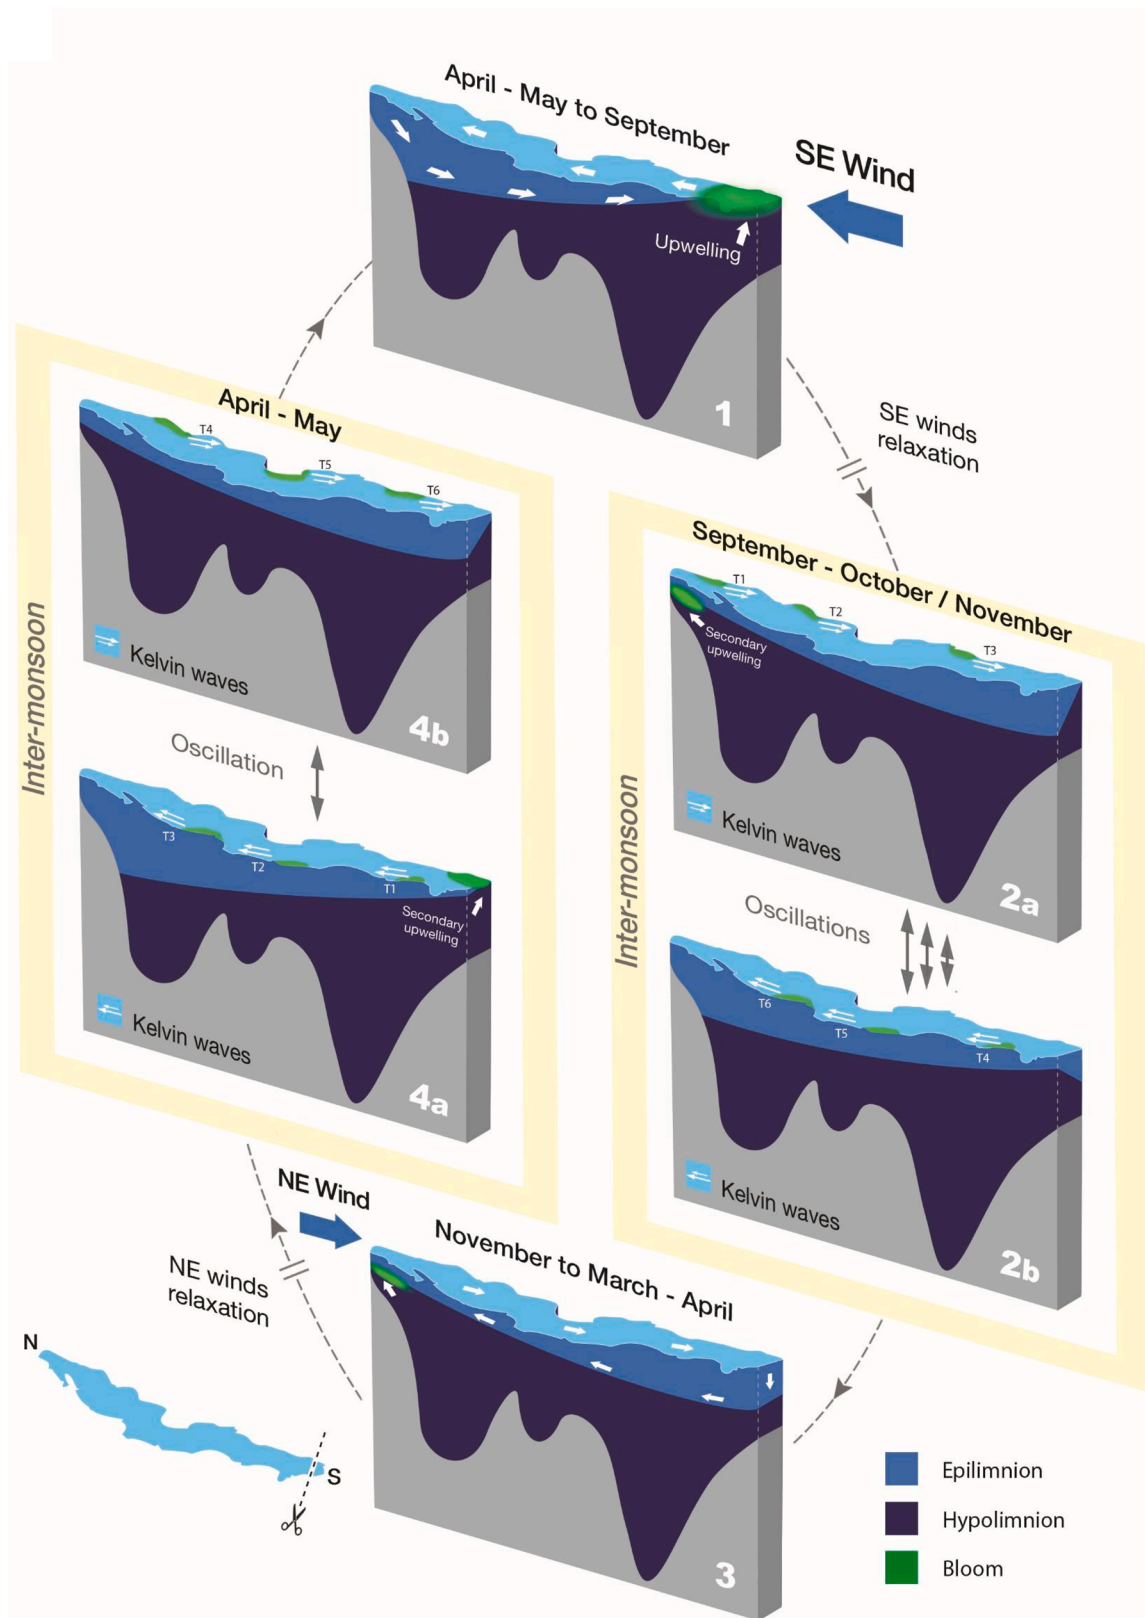 April - May to September
SE Wind
Upwelling
1
SE winds
relaxation
Inter-monsoon
April - May
T4
T5
T6
Kelvin waves
4b
Oscillation
T3
T2
T1
Secondary
upwelling
Kelvin waves
4a
Inter-monsoon
September - October / November
T1
T2
T3
Secondary
upwelling
Kelvin waves
2a
Oscillations
T6
T5
T4
Kelvin waves
2b
NE Wind
NE winds
relaxation
November to March - April
3
N
S
Epilimnion
Hypolimnion
Bloom